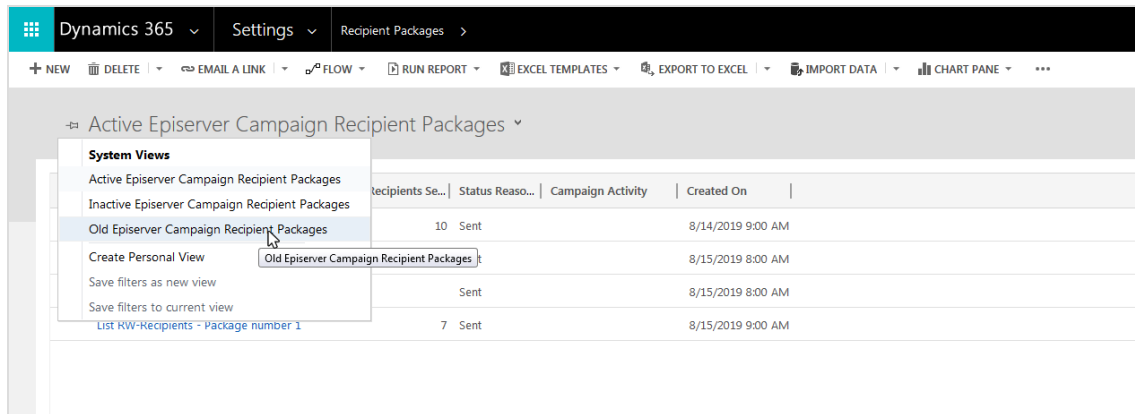 Dynamics 365 Settings Recipient Packages
NEW DELETE EMAIL A LINK FLOW RUN REPORT EXCEL TEMPLATES EXPORT TO EXCEL IMPORT DATA CHART PANE ...
Active Episerver Campaign Recipient Packages
System Views
Active Episerver Campaign Recipient Packages
Inactive Episerver Campaign Recipient Packages
Old Episerver Campaign Recipient Packages
Create Personal View
Save filters as new view
Save filters to current view
Old Episerver Campaign Recipient Packages
Recipients Se... Status Reaso... Campaign Activity Created On
10 Sent 8/14/2019 9:00 AM
8/15/2019 8:00 AM
Sent 8/15/2019 8:00 AM
List RW-Recipients - Package number 1 7 Sent 8/15/2019 9:00 AM